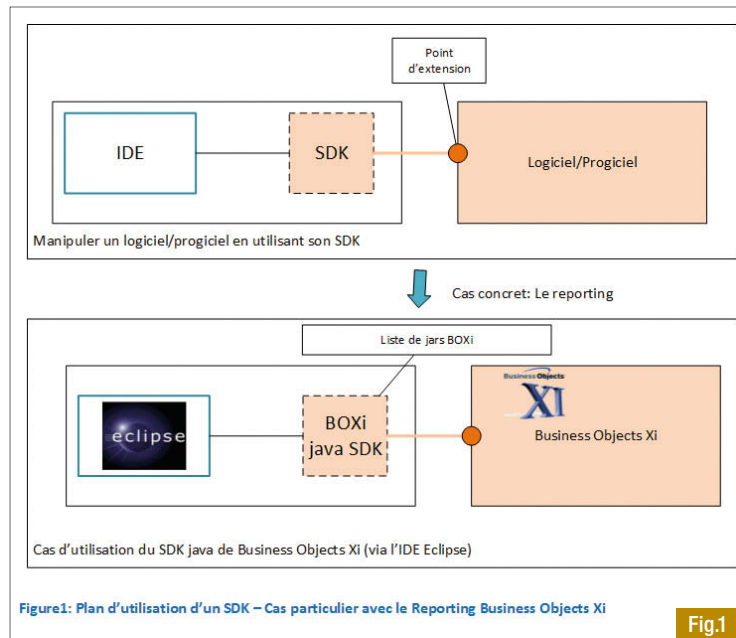 Point
d'extension
IDE
SDK
Logiciel/Progiciel
Manipuler un logiciel/progiciel en utilisant son SDK
Cas concret: Le reporting
Liste de jars BOXi
eclipse
BOXi
java SDK
Business Objects
XI
Business Objects Xi
Cas d'utilisation du SDK java de Business Objects Xi (via l'IDE Eclipse)
Figure1: Plan d'utilisation d'un SDK – Cas particulier avec le Reporting Business Objects Xi
Fig.1